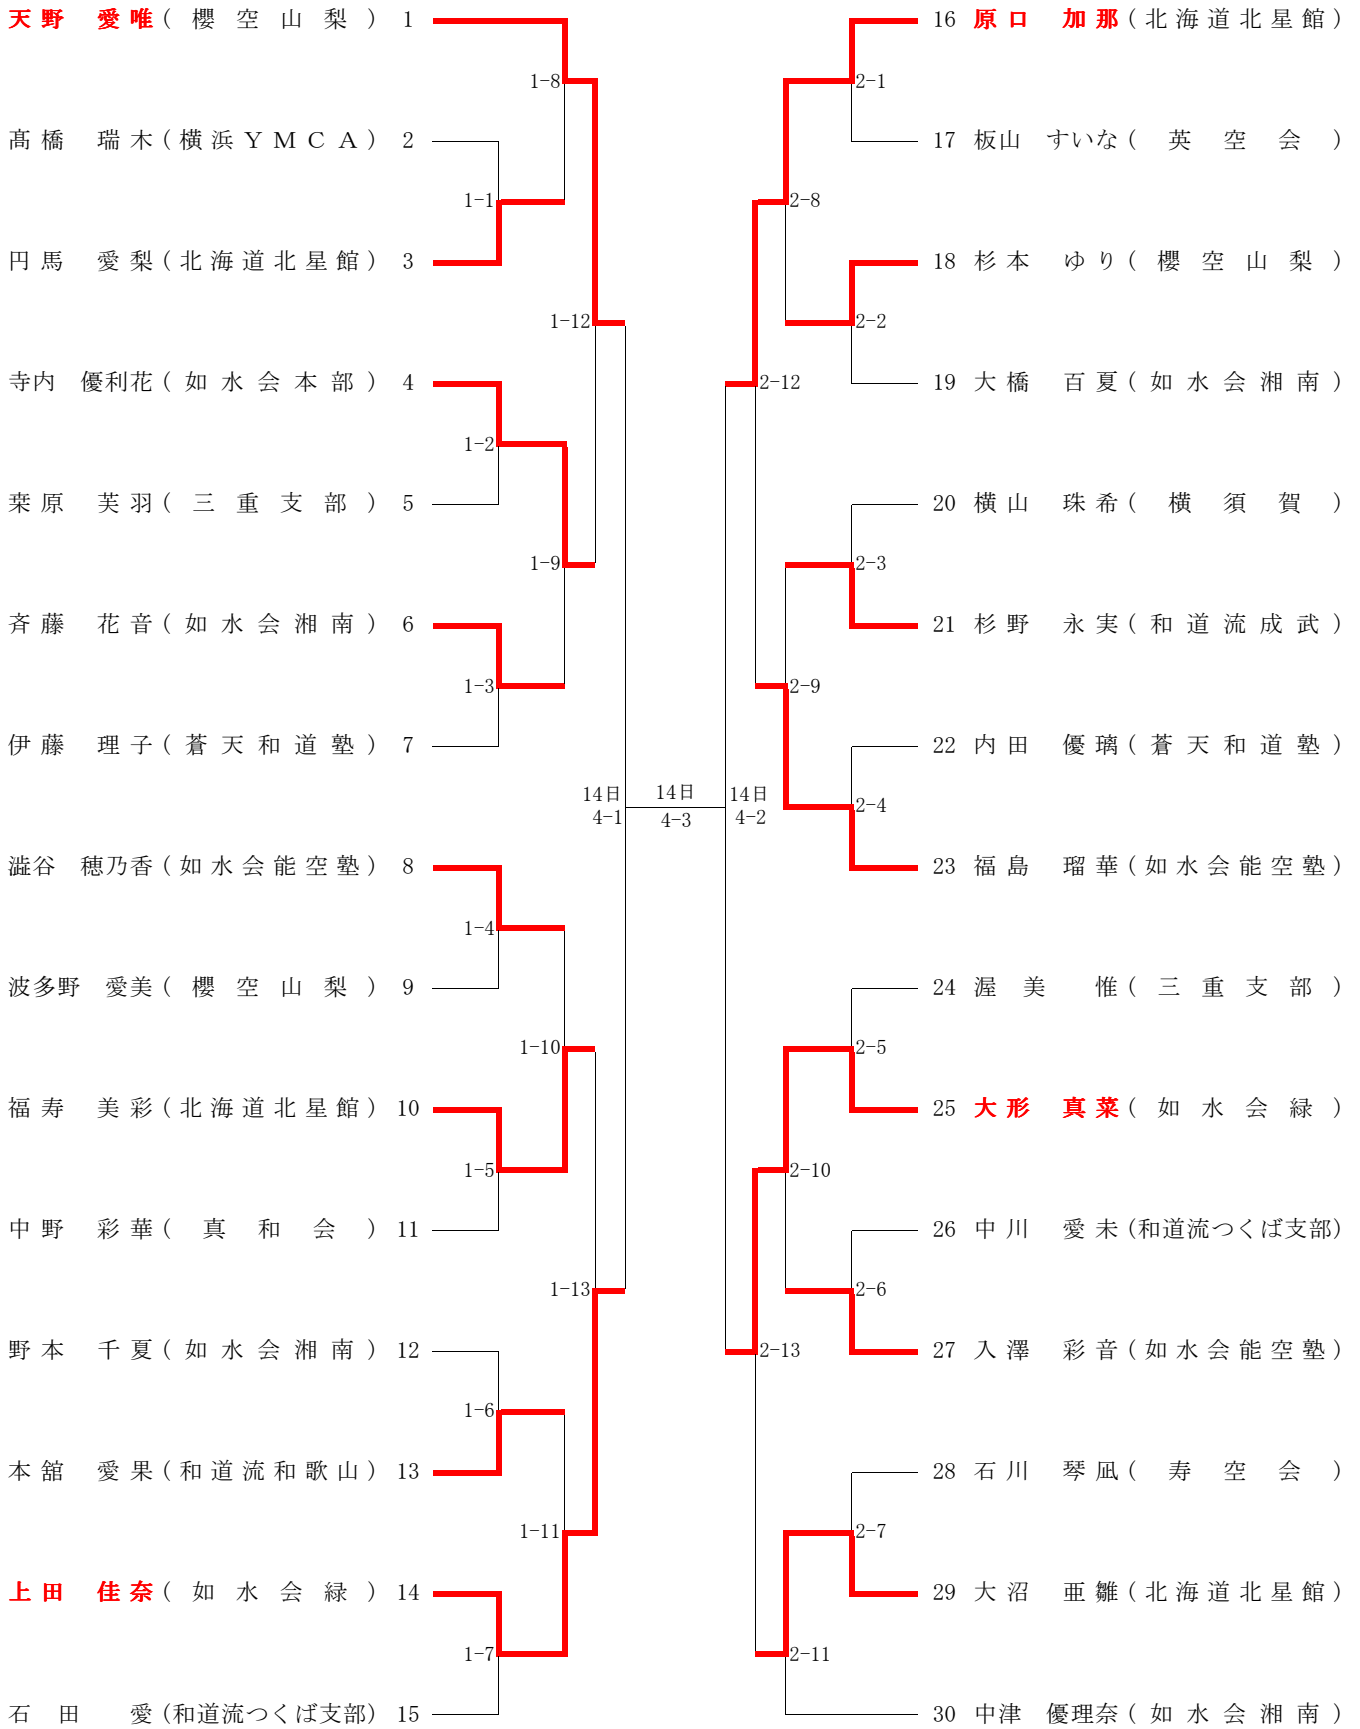 天野 愛唯(櫻空山梨) 1
1-8
髙橋 瑞木(横浜ＹＭＣＡ) 2
1-1
円馬 愛梨(北海道北星館) 3
1-12
寺内 優利花(如水会本部) 4
1-2
桒原 芙羽(三重支部) 5
1-9
斉藤 花音(如水会湘南) 6
1-3
伊藤 理子(蒼天和道塾) 7
14日
4-1
澁谷 穂乃香(如水会能空塾) 8
1-4
波多野 愛美(櫻空山梨) 9
1-10
福寿 美彩(北海道北星館) 10
1-5
中野 彩華(真和会) 11
1-13
野本 千夏(如水会湘南) 12
1-6
本舘 愛果(和道流和歌山) 13
1-11
上田 佳奈(如水会緑) 14
1-7
石田 愛(和道流つくば支部) 15
14日
4-3
16 原口 加那(北海道北星館)
2-1
17 板山 すいな(英空会)
2-8
18 杉本 ゆり(櫻空山梨)
2-2
19 大橋 百夏(如水会湘南)
2-12
20 横山 珠希(横須賀)
2-3
21 杉野 永実(和道流成武)
2-9
22 内田 優璃(蒼天和道塾)
14日
4-2
2-4
23 福島 瑠華(如水会能空塾)
24 渥美 惟(三重支部)
2-5
25 大形 真菜(如水会緑)
2-10
26 中川 愛未(和道流つくば支部)
2-6
27 入澤 彩音(如水会能空塾)
2-13
28 石川 琴凪(寿空会)
2-7
29 大沼 亜雛(北海道北星館)
2-11
30 中津 優理奈(如水会湘南)